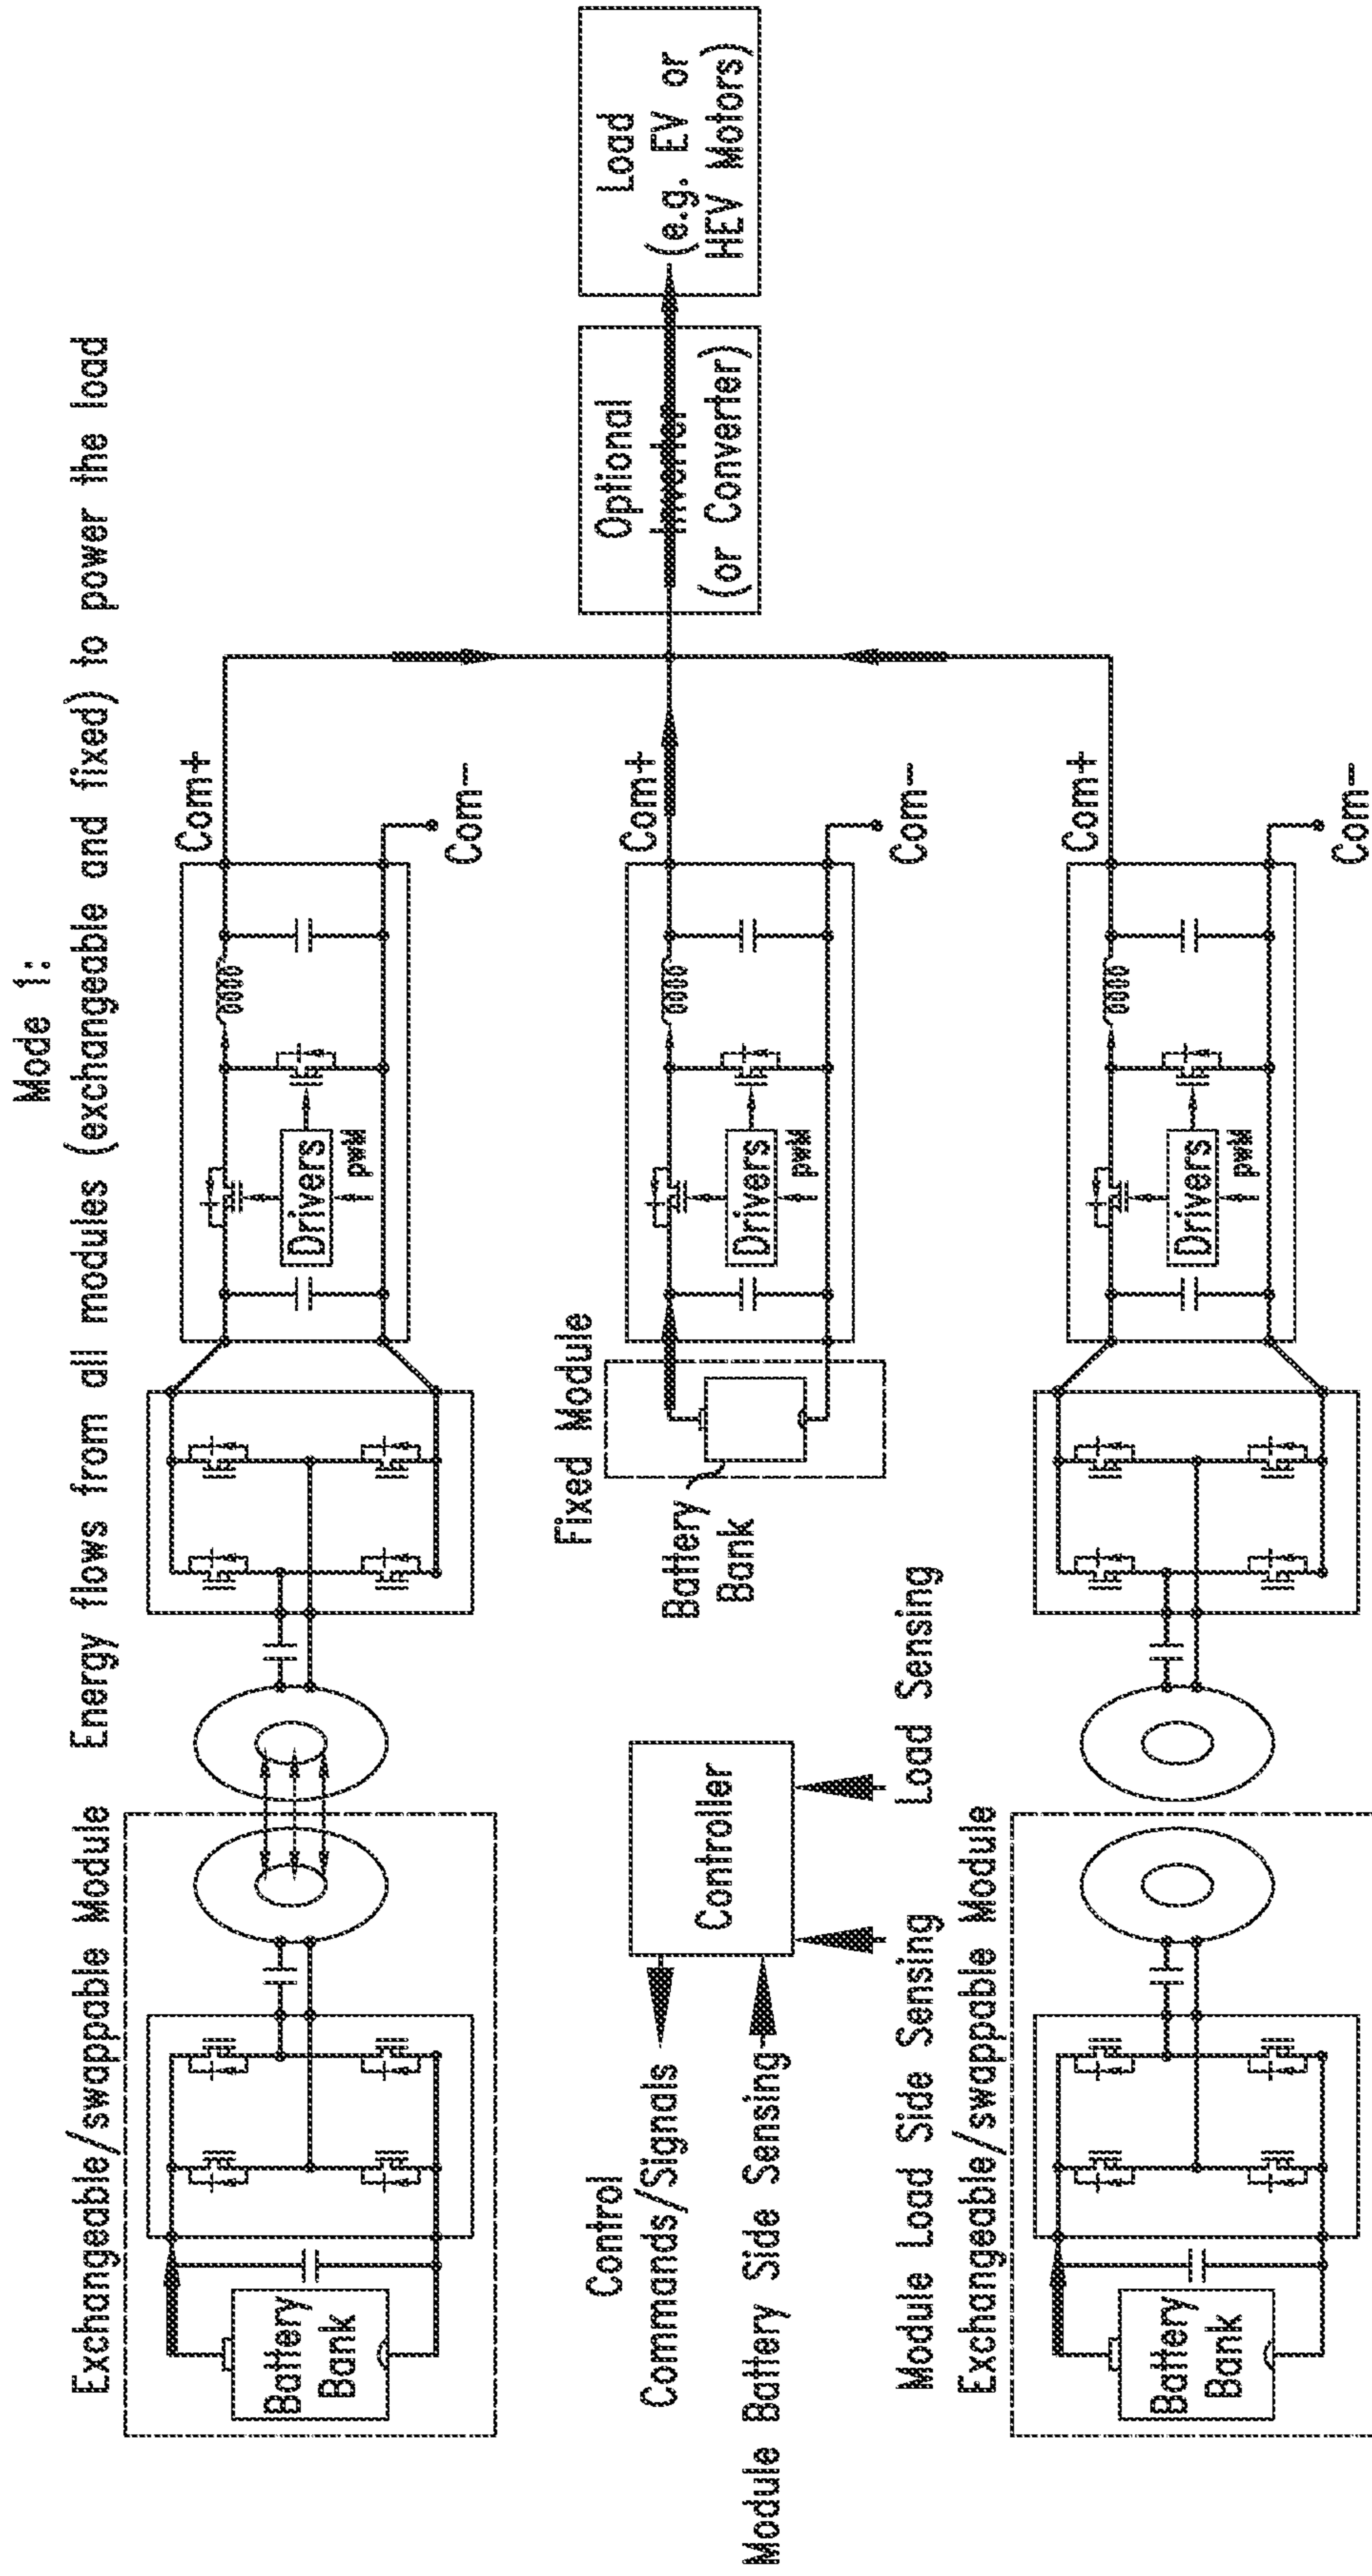 Mode 1:
Energy flows from all modules (exchangeable and fixed) to power the load
Exchangeable/swappable Module
Battery
Bank
Drivers
pwM
Com+
Com-
Control
Commands/Signals
Module Battery Side Sensing
Controller
Module Load Side Sensing
Load Sensing
Fixed Module
Battery
Bank
Drivers
pwM
Com+
Com-
Optional
Inverter
(or Converter)
Load
(e.g. EV or
HEV Motors)
Exchangeable/swappable Module
Battery
Bank
Drivers
pwM
Com+
Com-